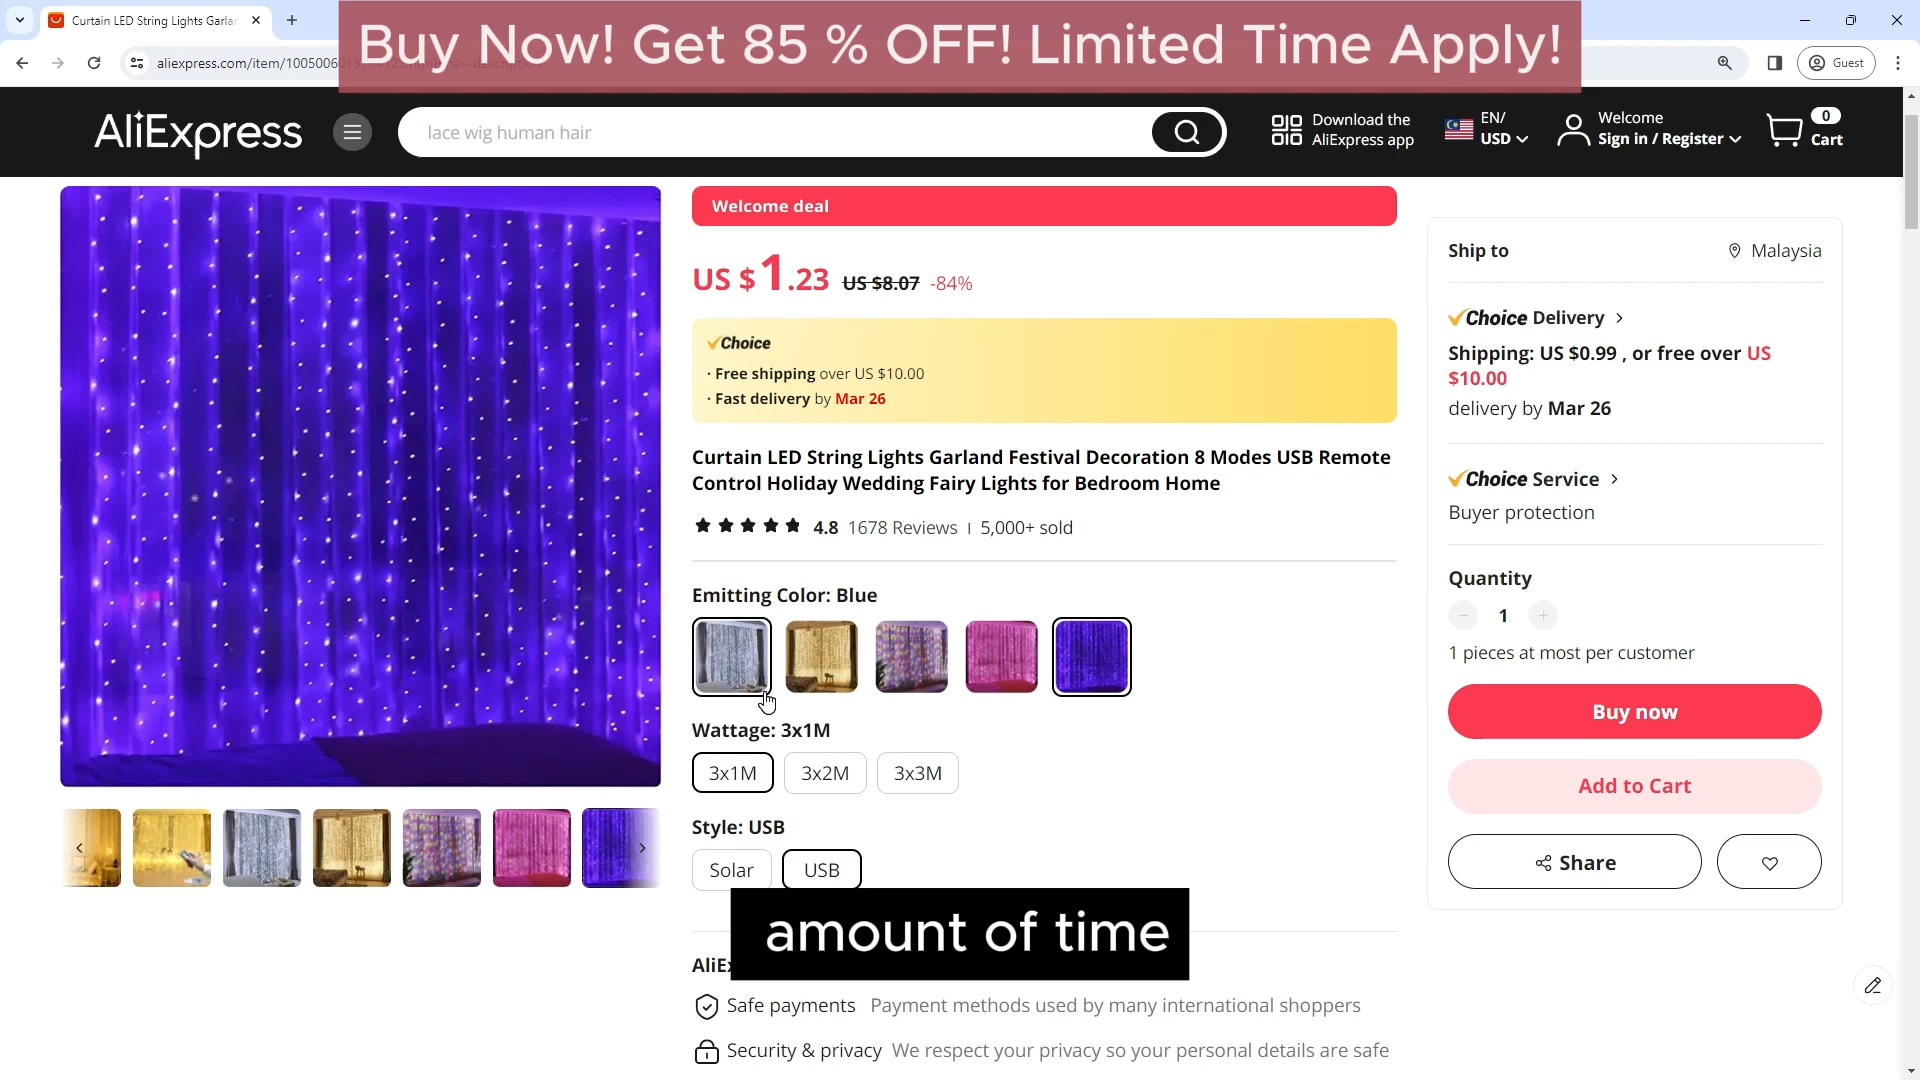 Curtain LED String Lights Garlar
Buy Now! Get 85 % OFF! Limited Time Apply!
Guest
AliExpress
lace wig human hair
Download the
AliExpress app
EN/
USD
Welcome
Sign in / Register
0
Cart
Welcome deal
US $1.23 US $8.07 -84%
Choice
· Free shipping over US $10.00
· Fast delivery by Mar 26
Curtain LED String Lights Garland Festival Decoration 8 Modes USB Remote
Control Holiday Wedding Fairy Lights for Bedroom Home
4.8 1678 Reviews | 5,000+ sold
Emitting Color: Blue
Wattage: 3x1M
3x1M 3x2M 3x3M
Style: USB
Solar USB
amount of time
AliEx
Safe payments Payment methods used by many international shoppers
Security & privacy We respect your privacy so your personal details are safe
Ship to Malaysia
Choice Delivery >
Shipping: US $0.99 , or free over US
$10.00
delivery by Mar 26
Choice Service >
Buyer protection
Quantity
− 1 +
1 pieces at most per customer
Buy now
Add to Cart
Share